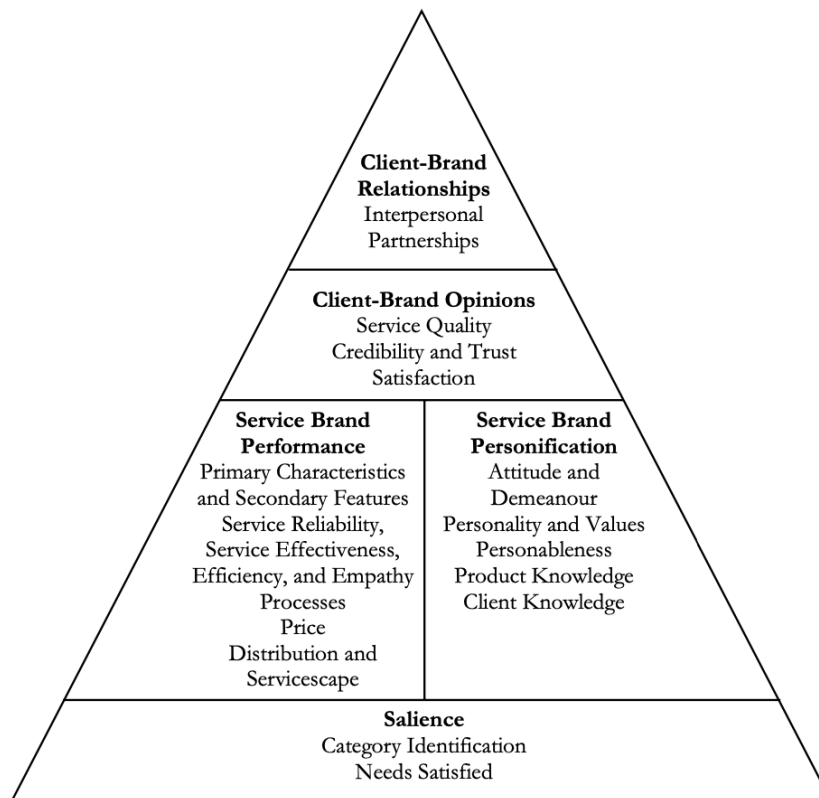 Client-Brand
Relationships
Interpersonal
Partnerships
Client-Brand Opinions
Service Quality
Credibility and Trust
Satisfaction
Service Brand
Performance
Primary Characteristics
and Secondary Features
Service Reliability,
Service Effectiveness,
Efficiency, and Empathy
Processes
Price
Distribution and
Servicescape
Service Brand
Personification
Attitude and
Demeanour
Personality and Values
Personableness
Product Knowledge
Client Knowledge
Salience
Category Identification
Needs Satisfied